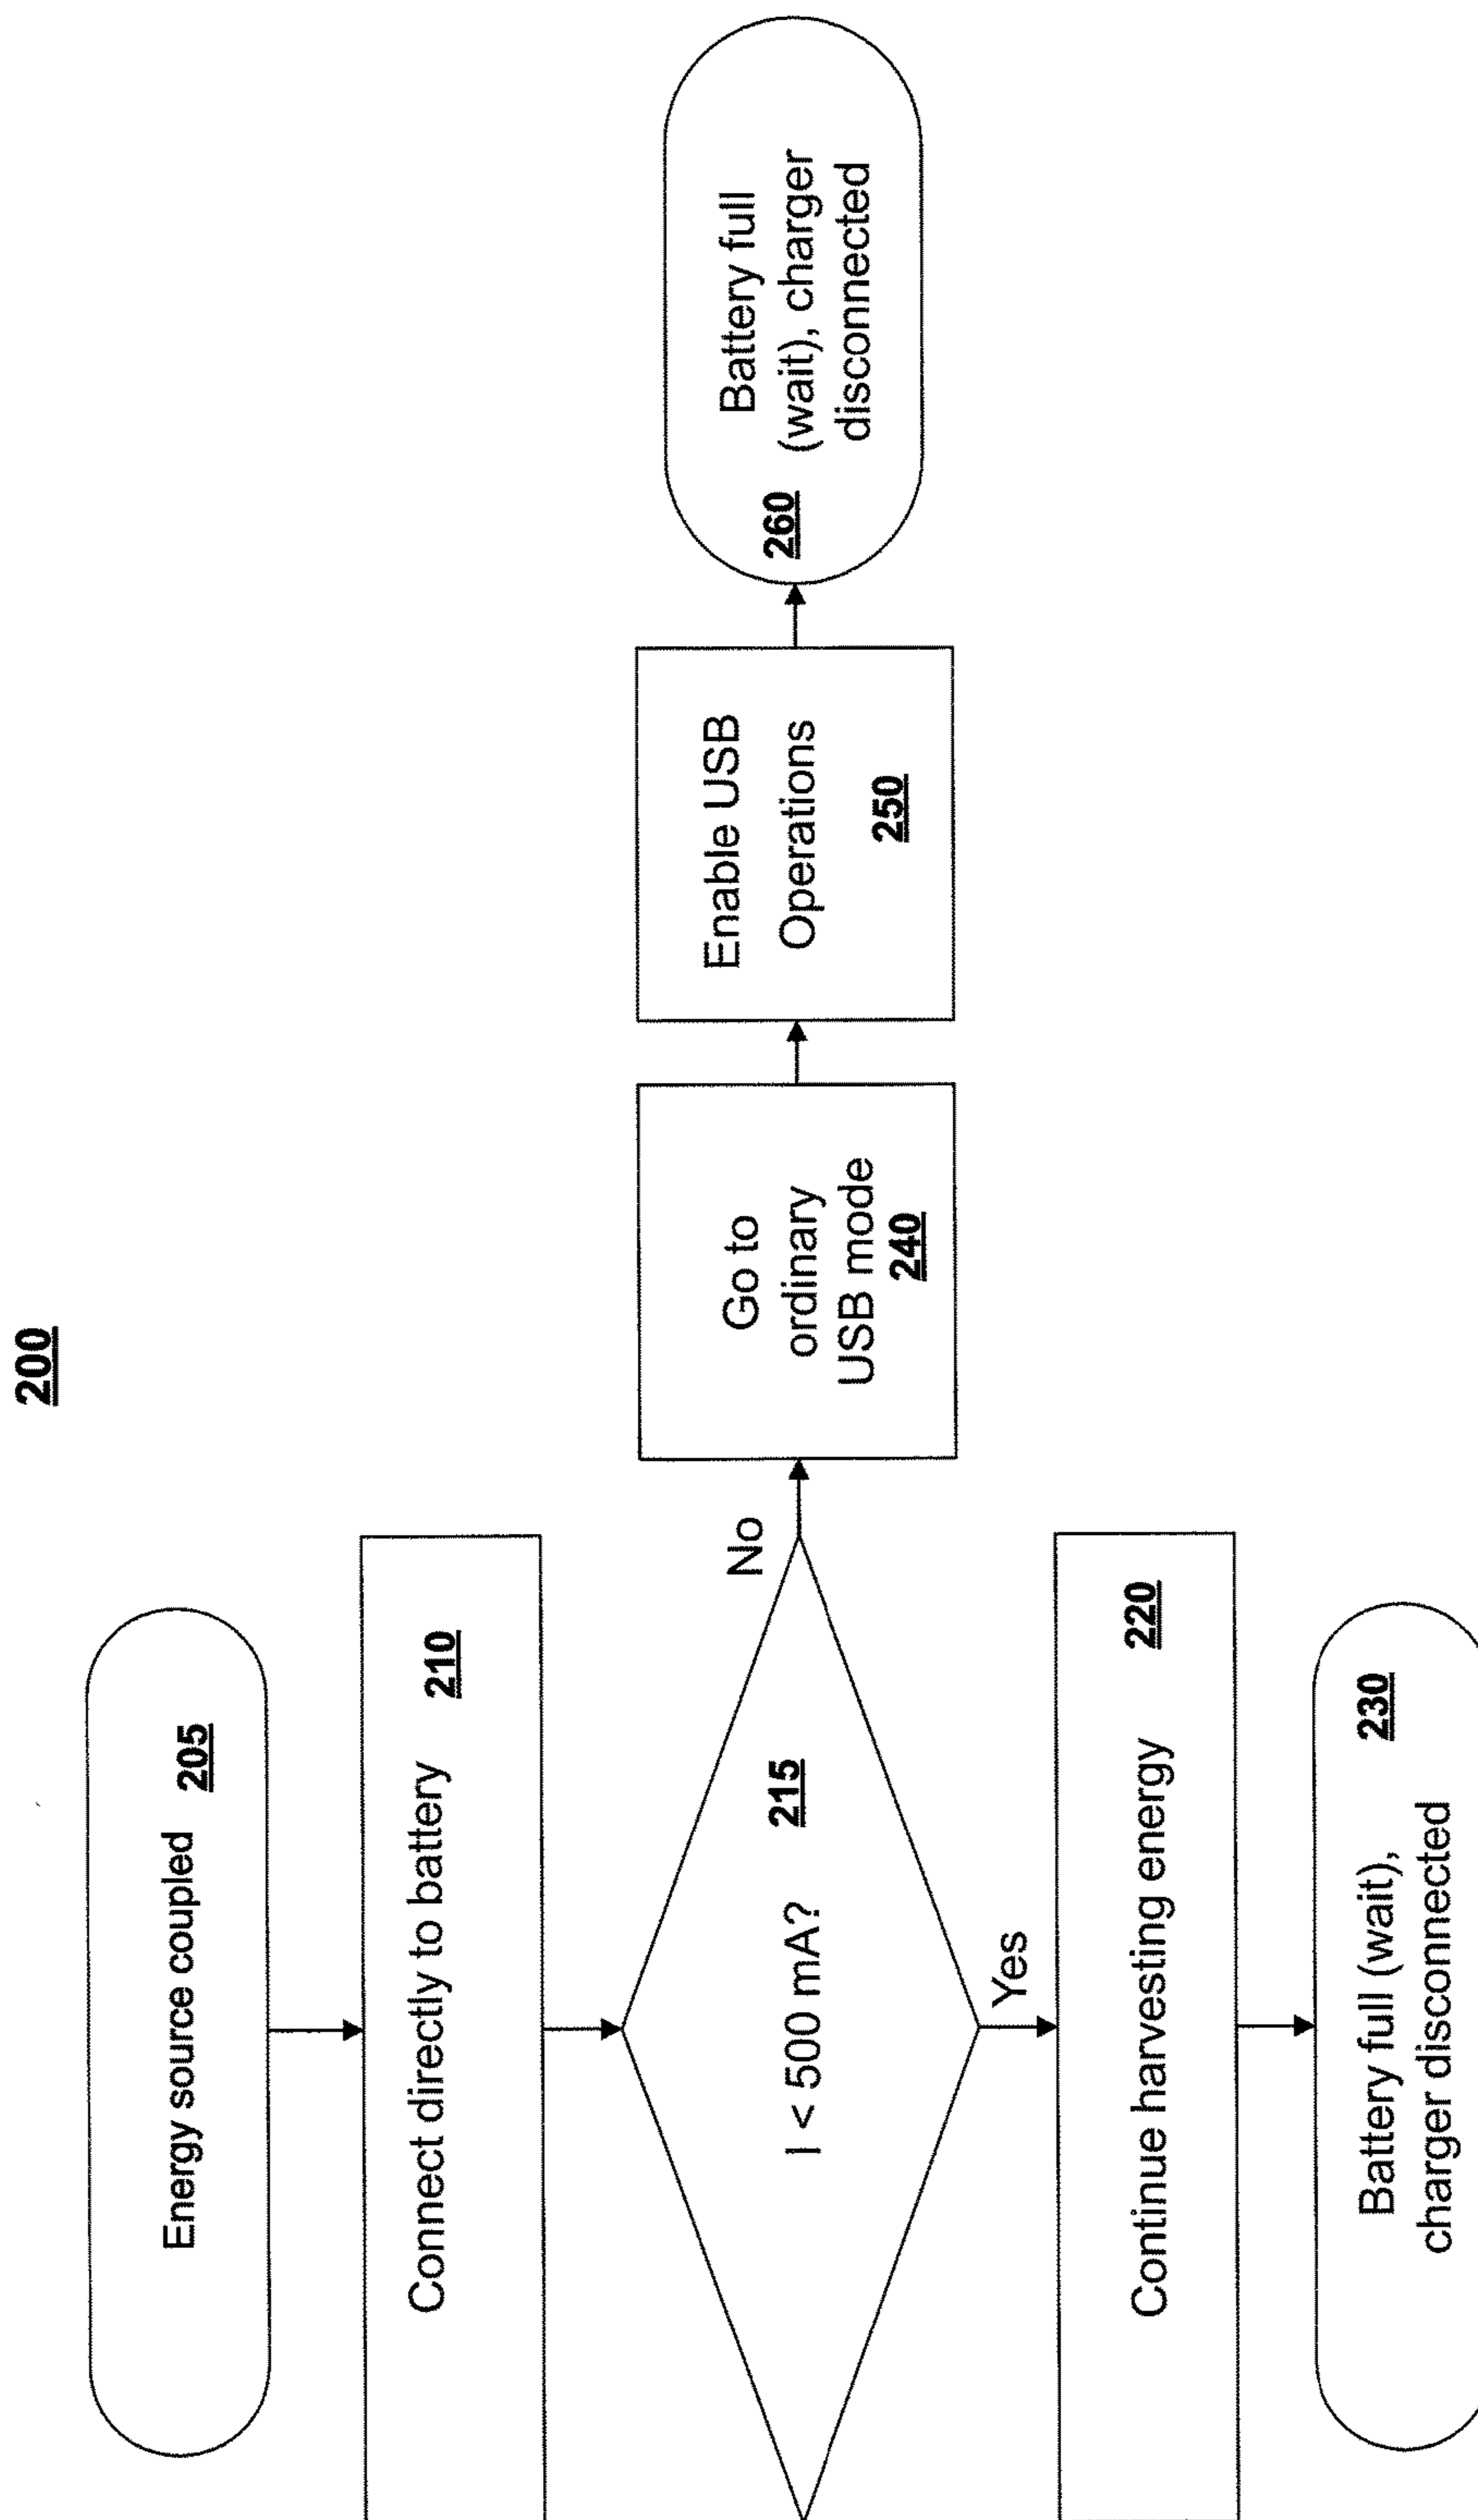 200
Energy source coupled 205
Connect directly to battery 210
I < 500 mA? 215
No
Yes
Continue harvesting energy 220
Battery full (wait), 230
charger disconnected
Go to
ordinary
USB mode
240
Enable USB
Operations
250
Battery full
260 (wait), charger
disconnected